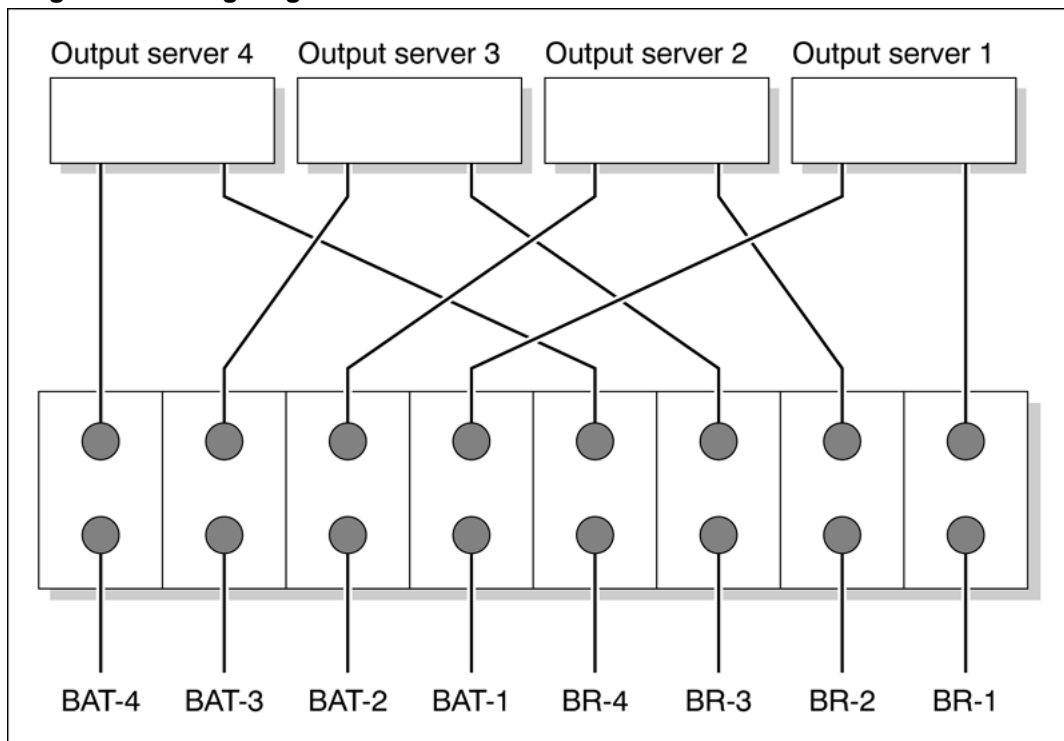 Output server 4 Output server 3 Output server 2 Output server 1
BAT-4 BAT-3 BAT-2 BAT-1 BR-4 BR-3 BR-2 BR-1